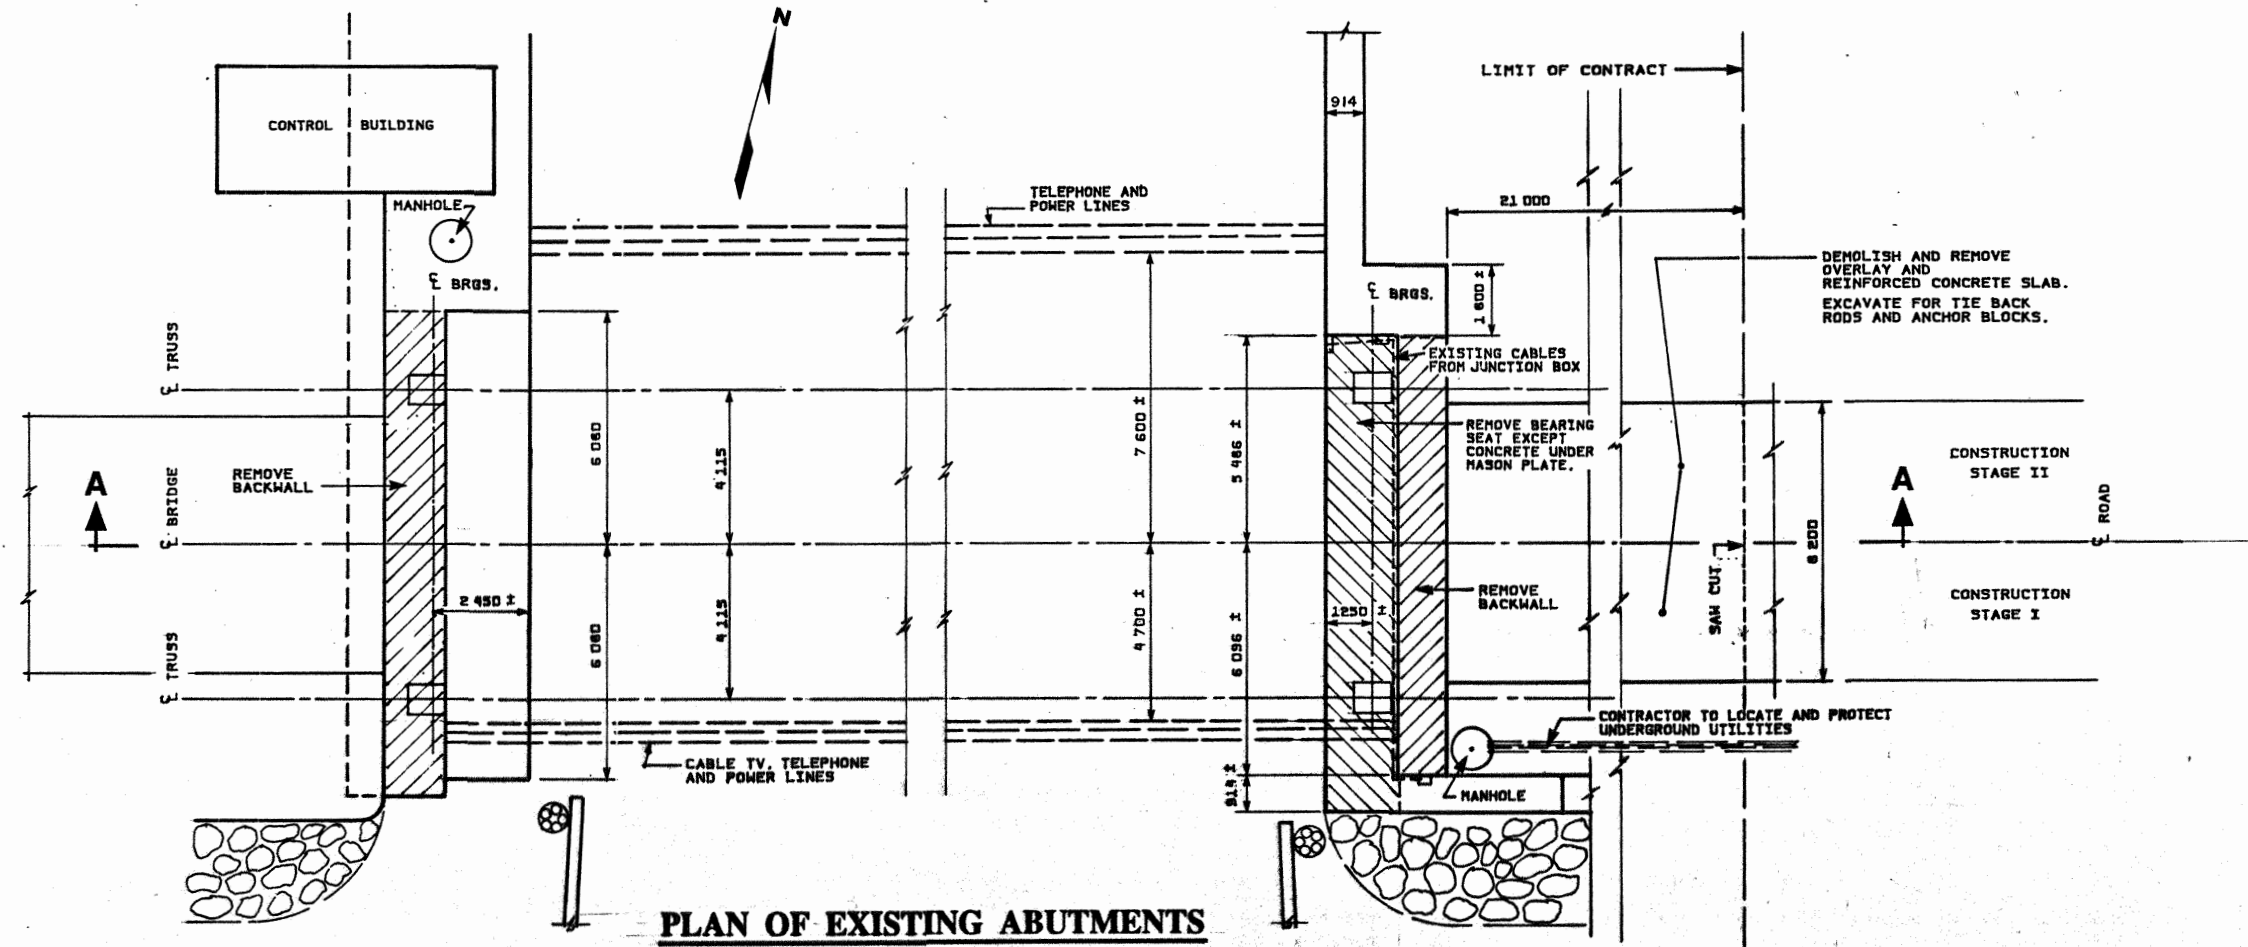 N
LIMIT OF CONTRACT
914
CONTROL BUILDING
MANHOLE
TELEPHONE AND
POWER LINES
21 000
DEMOLISH AND REMOVE
OVERLAY AND
REINFORCED CONCRETE SLAB.
EXCAVATE FOR TIE BACK
RODS AND ANCHOR BLOCKS.
℄ BRGS.
℄ BRGS.
1 600 ±
℄ TRUSS
EXISTING CABLES
FROM JUNCTION BOX
6 060
4 115
7 600 ±
5 486 ±
REMOVE BEARING
SEAT EXCEPT
CONCRETE UNDER
MASON PLATE.
CONSTRUCTION
STAGE II
A
REMOVE
BACKWALL
℄ BRIDGE
A
℄ ROAD
8 200
SAW CUT
2 450 ±
1250 ±
REMOVE
BACKWALL
CONSTRUCTION
STAGE I
6 060
4 115
4 700 ±
6 096 ±
℄ TRUSS
CONTRACTOR TO LOCATE AND PROTECT
UNDERGROUND UTILITIES
CABLE TV, TELEPHONE
AND POWER LINES
914 ±
MANHOLE
PLAN OF EXISTING ABUTMENTS